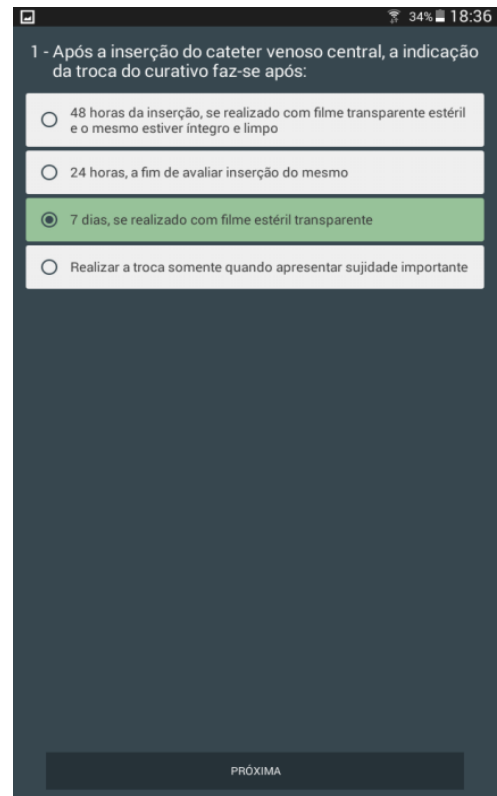 34% 18:36
1 - Após a inserção do cateter venoso central, a indicação
da troca do curativo faz-se após:
48 horas da inserção, se realizado com filme transparente estéril
e o mesmo estiver íntegro e limpo
24 horas, a fim de avaliar inserção do mesmo
7 dias, se realizado com filme estéril transparente
Realizar a troca somente quando apresentar sujidade importante
PRÓXIMA